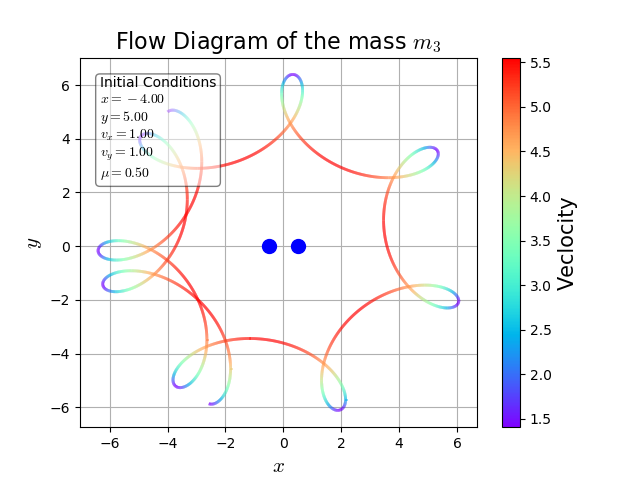 Flow Diagram of the mass m₃
Initial Conditions
x = −4.00
y = 5.00
vₓ = 1.00
v_y = 1.00
μ = 0.50
6
4
2
0
−2
−4
−6
y
−6 −4 −2 0 2 4 6
x
5.5
5.0
4.5
4.0
3.5
3.0
2.5
2.0
1.5
Veclocity